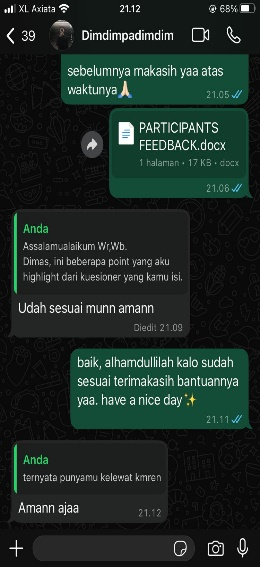 XL Axiata
21.12
68%
39
Dimdimpadimdim
sebelumnya makasih yaa atas
waktunya🙏
21.05
PARTICIPANTS
FEEDBACK.docx
1 halaman • 17 KB • docx
21.06
Anda
Assalamualaikum Wr,Wb.
Dimas, ini beberapa point yang aku
highlight dari kuesioner yang kamu isi.
Udah sesuai munn amann
Diedit 21.09
baik, alhamdullilah kalo sudah
sesuai terimakasih bantuannya
yaa. have a nice day✨
21.11
Anda
ternyata punyamu kelewat kmren
Amann ajaa
21.12